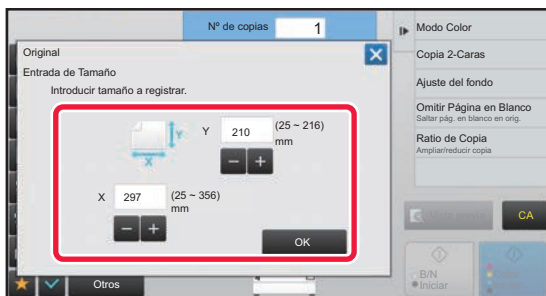 Nº de copias 1
Original
Entrada de Tamaño
Introducir tamaño a registrar.
Y
X
Y 210 (25 ~ 216)
mm
X 297 (25 ~ 356)
mm
OK
Otros
Modo Color
Copia 2-Caras
Ajuste del fondo
Omitir Página en Blanco
Saltar pág. en blanco en orig.
Ratio de Copia
Ampliar/reducir copia
CA
B/N
Iniciar